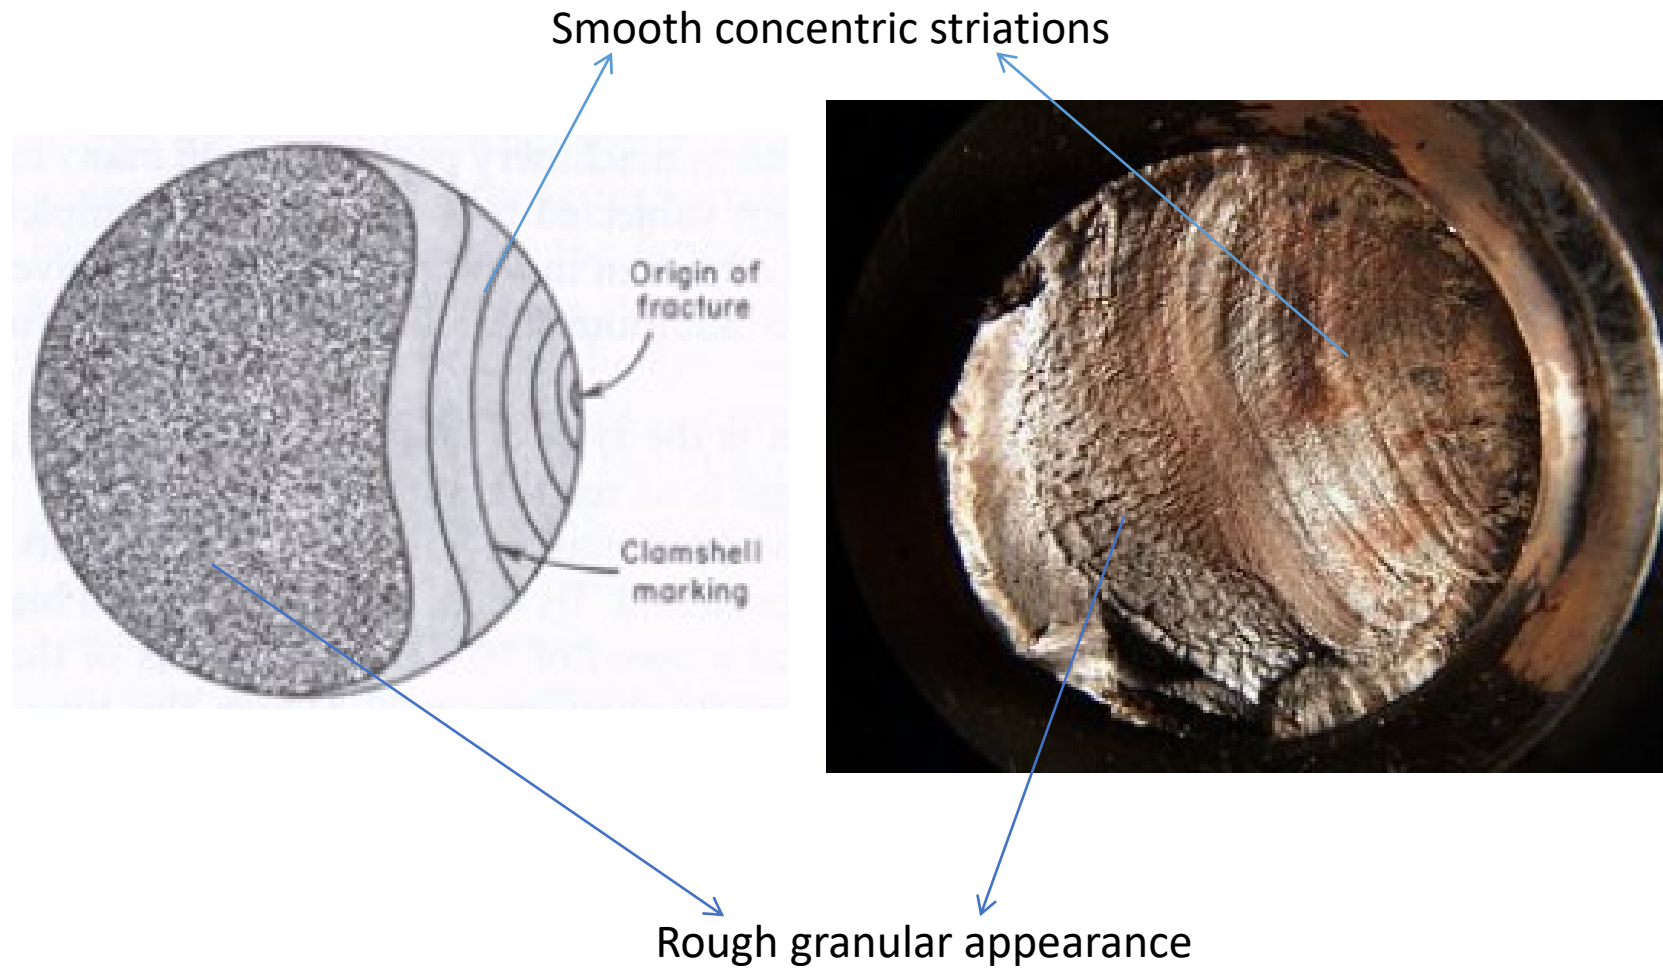 Smooth concentric striations
Origin of
fracture
Clamshell
marking
Rough granular appearance